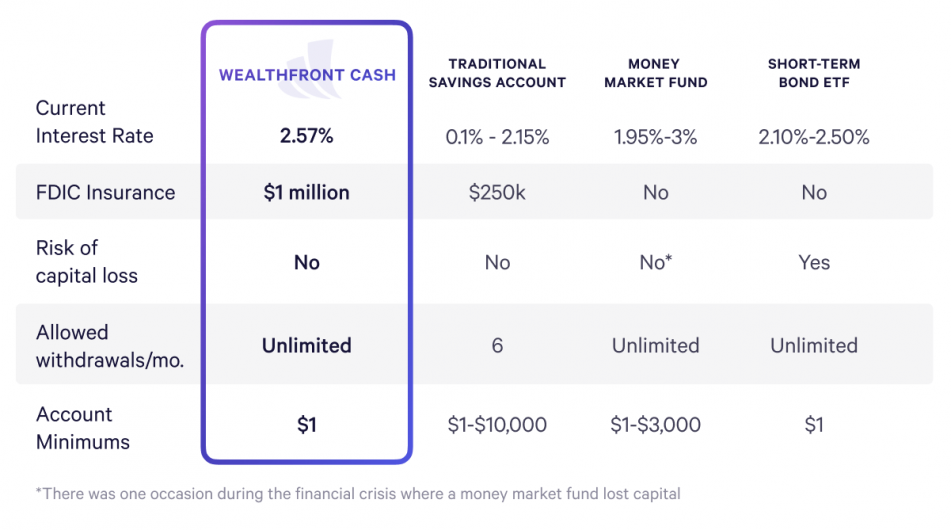 WEALTHFRONT CASH
TRADITIONAL
SAVINGS ACCOUNT
MONEY
MARKET FUND
SHORT-TERM
BOND ETF
Current
Interest Rate
2.57%
0.1% - 2.15%
1.95%-3%
2.10%-2.50%
FDIC Insurance
$1 million
$250k
No
No
Risk of
capital loss
No
No
No*
Yes
Allowed
withdrawals/mo.
Unlimited
6
Unlimited
Unlimited
Account
Minimums
$1
$1-$10,000
$1-$3,000
$1
*There was one occasion during the financial crisis where a money market fund lost capital